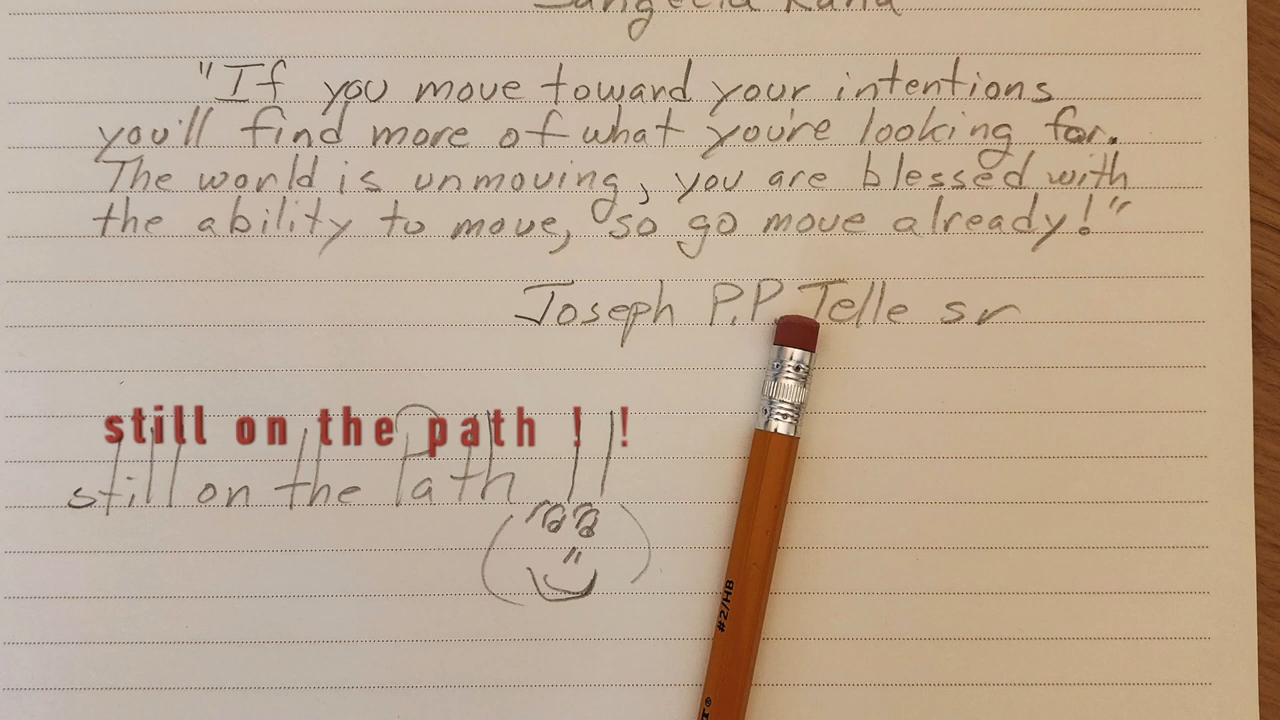 "If you move toward your intentions
you'll find more of what you're looking for.
The world is unmoving, you are blessed with
the ability to move, so go move already!"
Joseph P.P. Telle sr
still on the path ! !
still on the Path !!
#2/HB